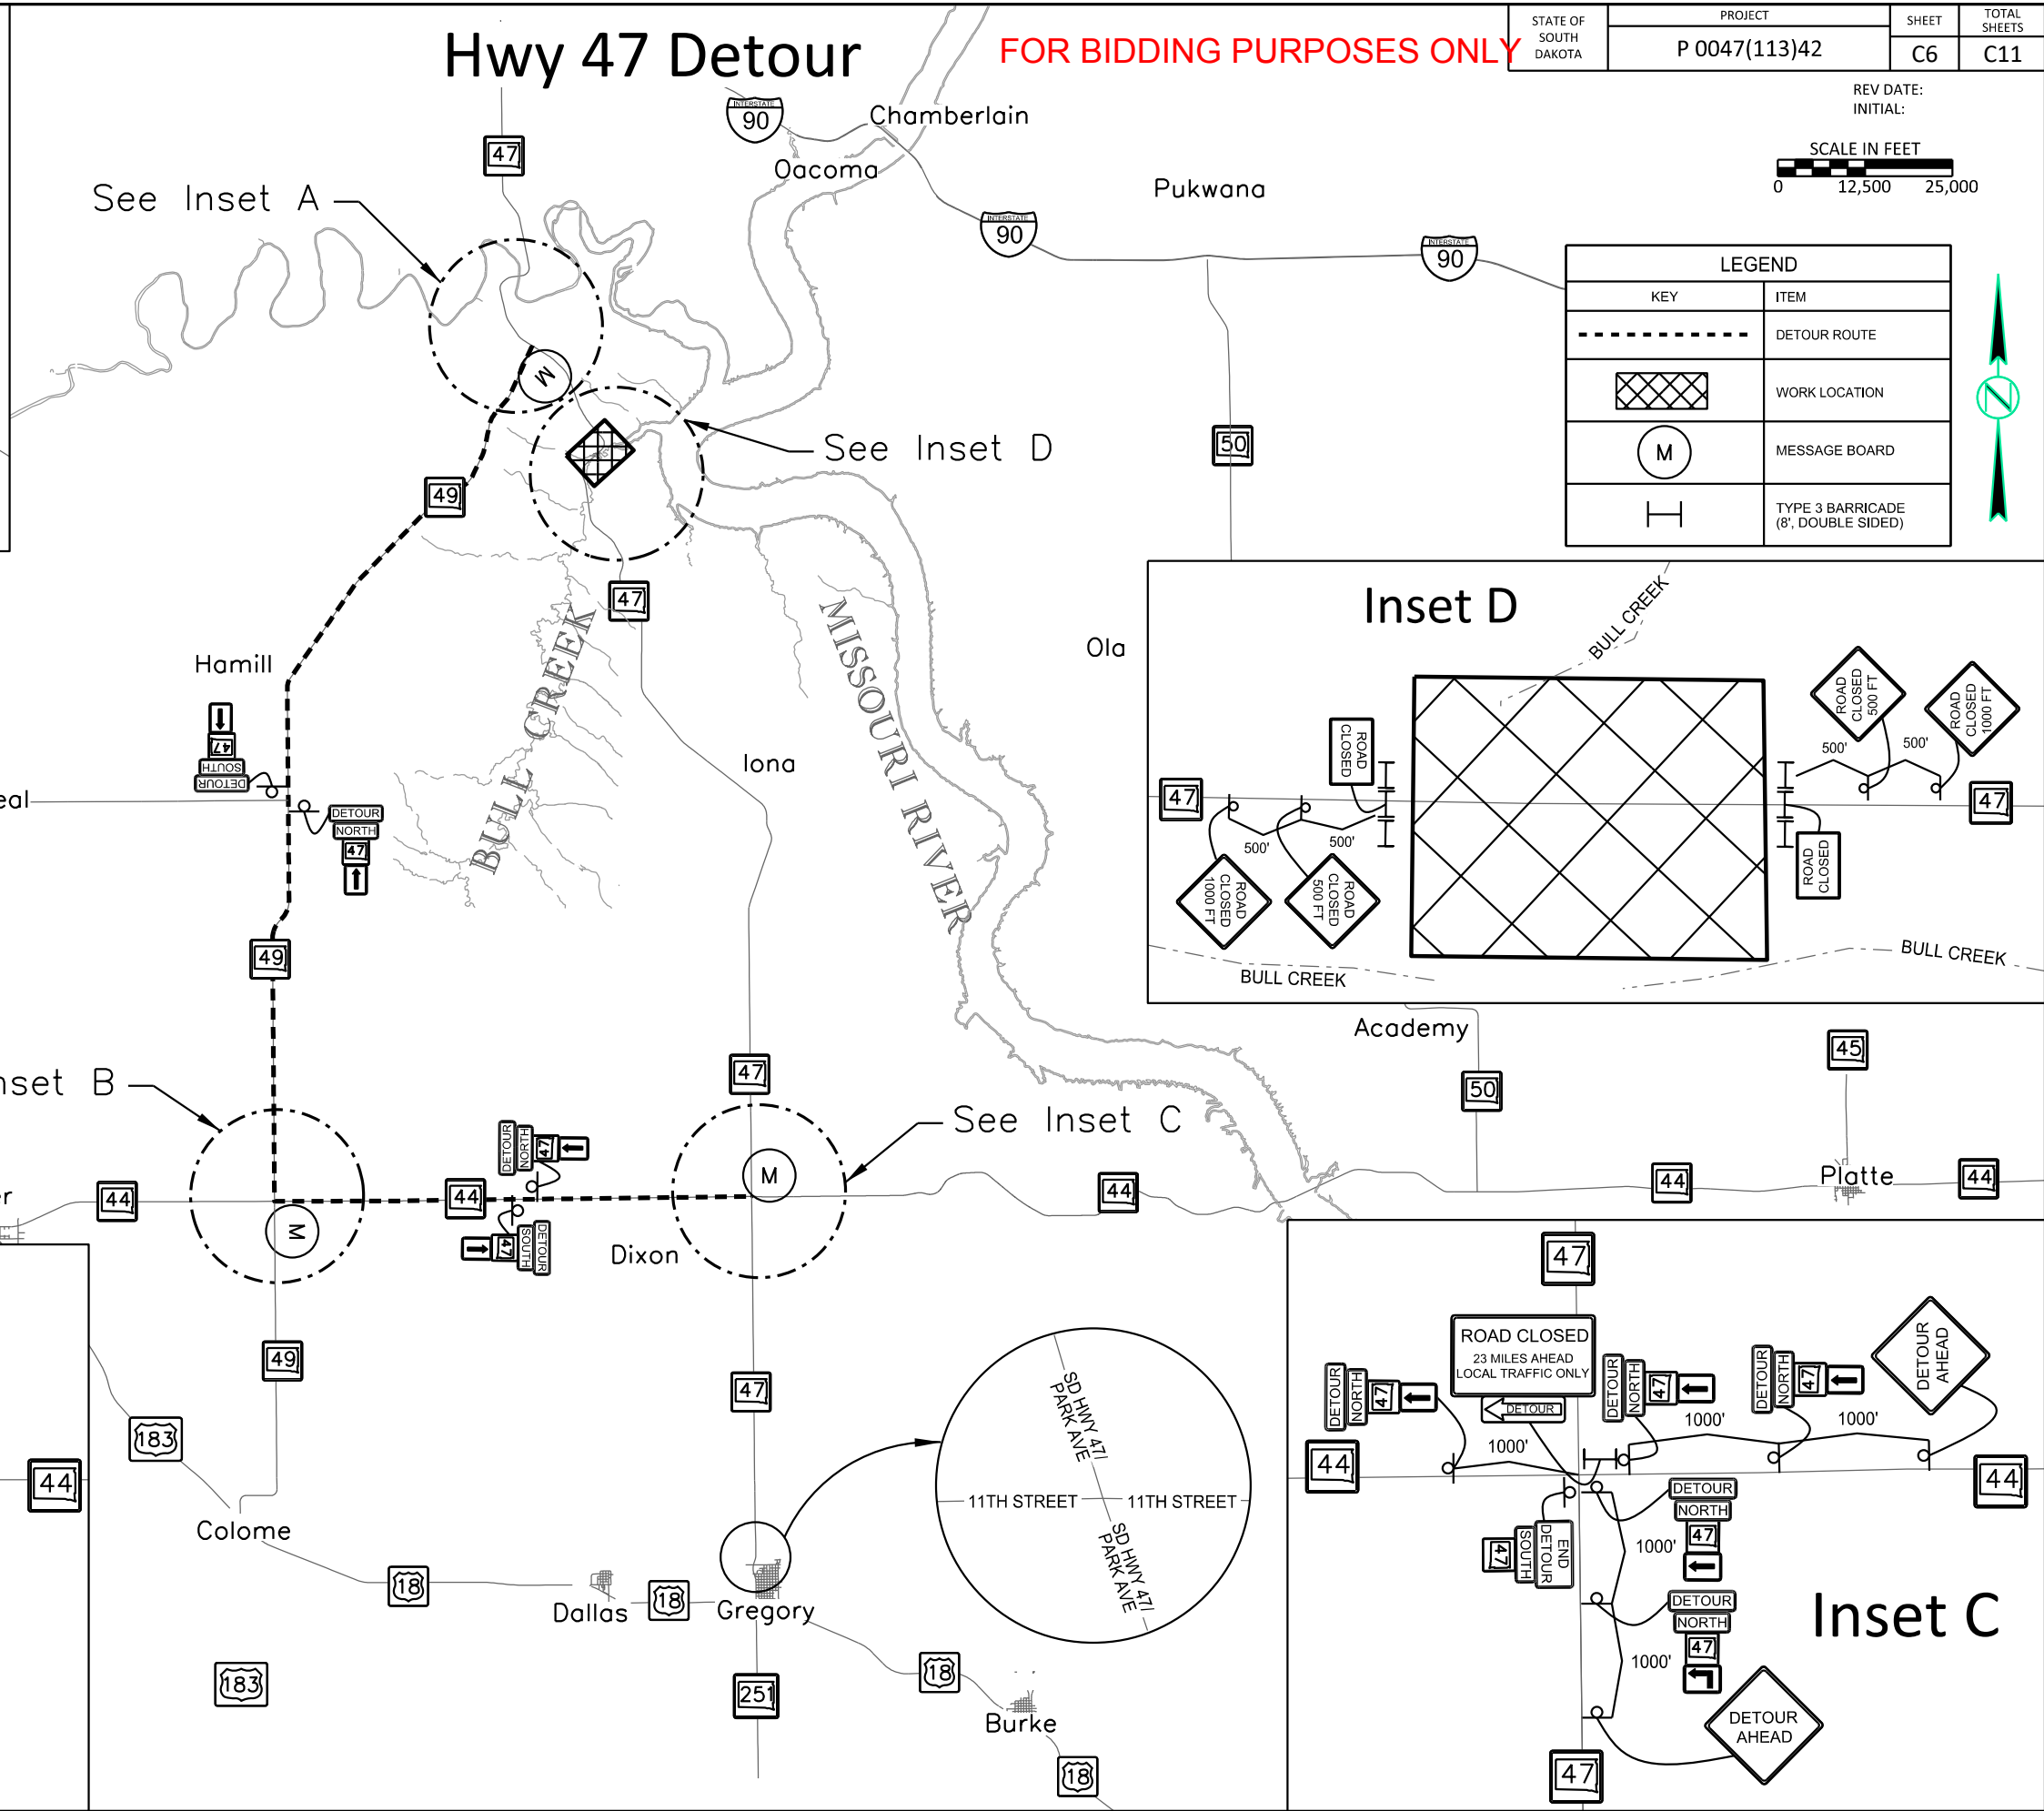 Hwy 47 Detour
FOR BIDDING PURPOSES ONLY
STATE OF
SOUTH
DAKOTA
PROJECT
P 0047(113)42
SHEET
C6
TOTAL
SHEETS
C11
REV DATE:
INITIAL:
SCALE IN FEET
0 12,500 25,000
LEGEND
KEY ITEM
DETOUR ROUTE
WORK LOCATION
M MESSAGE BOARD
TYPE 3 BARRICADE
(8', DOUBLE SIDED)
N
47
INTERSTATE
90
Chamberlain
Oacoma
Pukwana
INTERSTATE
90
INTERSTATE
90
See Inset A
M
See Inset D
50
49
47
Hamill
BULL CREEK
MISSOURI RIVER
Ola
Iona
DETOUR
SOUTH
47
DETOUR
NORTH
47
eal
49
Inset D
BULL CREEK
ROAD
CLOSED
500 FT
ROAD
CLOSED
1000 FT
500'
500'
ROAD
CLOSED
47
47
500'
500'
ROAD
CLOSED
1000 FT
ROAD
CLOSED
500 FT
ROAD
CLOSED
BULL CREEK
BULL CREEK
Academy
45
50
47
nset B
See Inset C
DETOUR
NORTH
47
M
44
44
44
44
Platte
44
er
M
DETOUR
SOUTH
47
Dixon
49
47
183
44
SD HWY 47/
PARK AVE
11TH STREET
11TH STREET
SD HWY 47/
PARK AVE
Colome
18
Dallas
18
Gregory
183
251
18
Burke
18
47
ROAD CLOSED
23 MILES AHEAD
LOCAL TRAFFIC ONLY
DETOUR
DETOUR
NORTH
47
DETOUR
NORTH
47
DETOUR
NORTH
47
DETOUR
AHEAD
1000'
1000'
1000'
44
44
END
DETOUR
SOUTH
47
DETOUR
NORTH
47
1000'
DETOUR
NORTH
47
1000'
Inset C
DETOUR
AHEAD
47